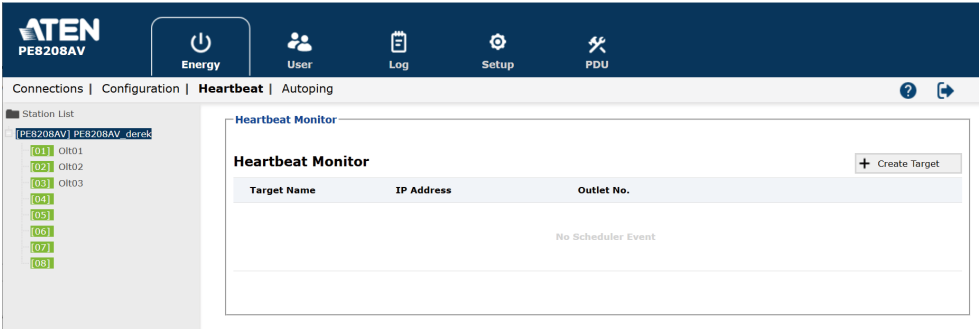 ATEN
PE8208AV
Energy
User
Log
Setup
PDU
Connections | Configuration | Heartbeat | Autoping
?
Station List
[PE8208AV] PE8208AV_derek
[01] Olt01
[02] Olt02
[03] Olt03
[04]
[05]
[06]
[07]
[08]
Heartbeat Monitor
Heartbeat Monitor
+ Create Target
Target Name IP Address Outlet No.
No Scheduler Event